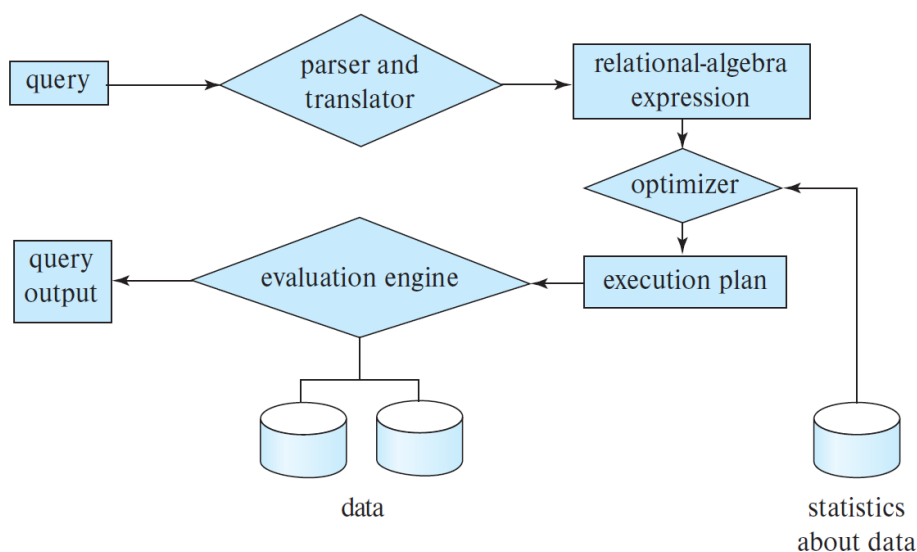 query
parser and
translator
relational-algebra
expression
optimizer
query
output
evaluation engine
execution plan
data
statistics
about data